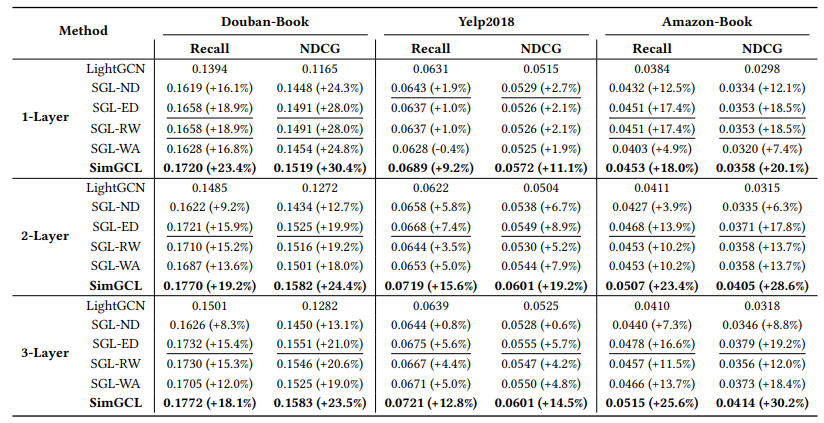 Method Douban-Book Yelp2018 Amazon-Book
Recall NDCG Recall NDCG Recall NDCG
1-Layer
LightGCN 0.1394 0.1165 0.0631 0.0515 0.0384 0.0298
SGL-ND 0.1619 (+16.1%) 0.1448 (+24.3%) 0.0643 (+1.9%) 0.0529 (+2.7%) 0.0432 (+12.5%) 0.0334 (+12.1%)
SGL-ED 0.1658 (+18.9%) 0.1491 (+28.0%) 0.0637 (+1.0%) 0.0526 (+2.1%) 0.0451 (+17.4%) 0.0353 (+18.5%)
SGL-RW 0.1658 (+18.9%) 0.1491 (+28.0%) 0.0637 (+1.0%) 0.0526 (+2.1%) 0.0451 (+17.4%) 0.0353 (+18.5%)
SGL-WA 0.1628 (+16.8%) 0.1454 (+24.8%) 0.0628 (-0.4%) 0.0525 (+1.9%) 0.0403 (+4.9%) 0.0320 (+7.4%)
SimGCL 0.1720 (+23.4%) 0.1519 (+30.4%) 0.0689 (+9.2%) 0.0572 (+11.1%) 0.0453 (+18.0%) 0.0358 (+20.1%)
2-Layer
LightGCN 0.1485 0.1272 0.0622 0.0504 0.0411 0.0315
SGL-ND 0.1622 (+9.2%) 0.1434 (+12.7%) 0.0658 (+5.8%) 0.0538 (+6.7%) 0.0427 (+3.9%) 0.0335 (+6.3%)
SGL-ED 0.1721 (+15.9%) 0.1525 (+19.9%) 0.0668 (+7.4%) 0.0549 (+8.9%) 0.0468 (+13.9%) 0.0371 (+17.8%)
SGL-RW 0.1710 (+15.2%) 0.1516 (+19.2%) 0.0644 (+3.5%) 0.0530 (+5.2%) 0.0453 (+10.2%) 0.0358 (+13.7%)
SGL-WA 0.1687 (+13.6%) 0.1501 (+18.0%) 0.0653 (+5.0%) 0.0544 (+7.9%) 0.0453 (+10.2%) 0.0358 (+13.7%)
SimGCL 0.1770 (+19.2%) 0.1582 (+24.4%) 0.0719 (+15.6%) 0.0601 (+19.2%) 0.0507 (+23.4%) 0.0405 (+28.6%)
3-Layer
LightGCN 0.1501 0.1282 0.0639 0.0525 0.0410 0.0318
SGL-ND 0.1626 (+8.3%) 0.1450 (+13.1%) 0.0644 (+0.8%) 0.0528 (+0.6%) 0.0440 (+7.3%) 0.0346 (+8.8%)
SGL-ED 0.1732 (+15.4%) 0.1551 (+21.0%) 0.0675 (+5.6%) 0.0555 (+5.7%) 0.0478 (+16.6%) 0.0379 (+19.2%)
SGL-RW 0.1730 (+15.3%) 0.1546 (+20.6%) 0.0667 (+4.4%) 0.0547 (+4.2%) 0.0457 (+11.5%) 0.0356 (+12.0%)
SGL-WA 0.1705 (+12.0%) 0.1525 (+19.0%) 0.0671 (+5.0%) 0.0550 (+4.8%) 0.0466 (+13.7%) 0.0373 (+18.4%)
SimGCL 0.1772 (+18.1%) 0.1583 (+23.5%) 0.0721 (+12.8%) 0.0601 (+14.5%) 0.0515 (+25.6%) 0.0414 (+30.2%)